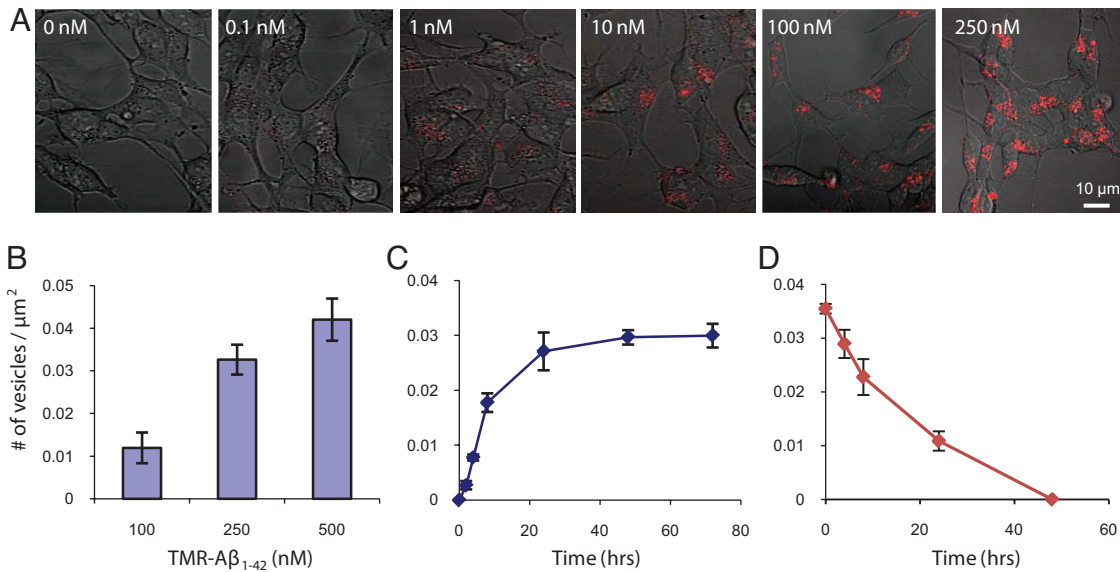 A
0 nM
0.1 nM
1 nM
10 nM
100 nM
250 nM
10 µm
B
# of vesicles / µm²
0.05
0.04
0.03
0.02
0.01
0
100
250
500
TMR-Aβ₁₋₄₂ (nM)
C
0.04
0.03
0.02
0.01
0
0
20
40
60
80
Time (hrs)
D
0.04
0.03
0.02
0.01
0
0
20
40
60
Time (hrs)